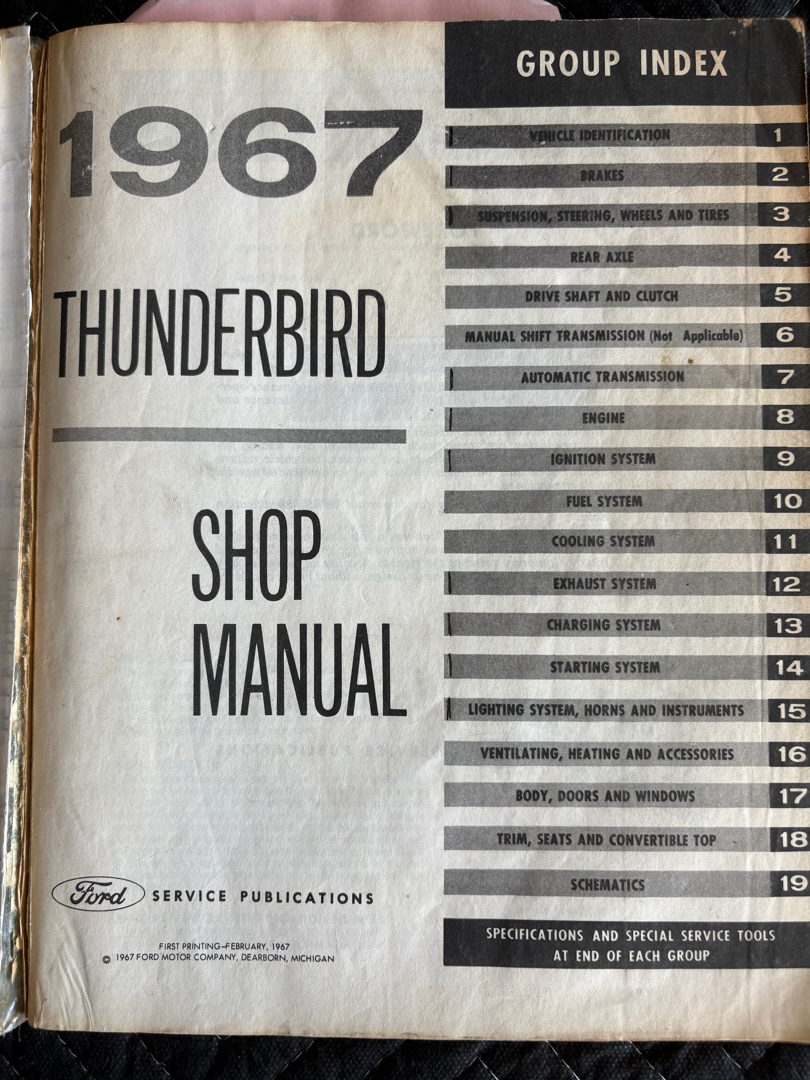 1967
THUNDERBIRD
SHOP
MANUAL
Ford SERVICE PUBLICATIONS
FIRST PRINTING—FEBRUARY, 1967
© 1967 FORD MOTOR COMPANY, DEARBORN, MICHIGAN
GROUP INDEX
VEHICLE IDENTIFICATION 1
BRAKES 2
SUSPENSION, STEERING, WHEELS AND TIRES 3
REAR AXLE 4
DRIVE SHAFT AND CLUTCH 5
MANUAL SHIFT TRANSMISSION (Not Applicable) 6
AUTOMATIC TRANSMISSION 7
ENGINE 8
IGNITION SYSTEM 9
FUEL SYSTEM 10
COOLING SYSTEM 11
EXHAUST SYSTEM 12
CHARGING SYSTEM 13
STARTING SYSTEM 14
LIGHTING SYSTEM, HORNS AND INSTRUMENTS 15
VENTILATING, HEATING AND ACCESSORIES 16
BODY, DOORS AND WINDOWS 17
TRIM, SEATS AND CONVERTIBLE TOP 18
SCHEMATICS 19
SPECIFICATIONS AND SPECIAL SERVICE TOOLS
AT END OF EACH GROUP